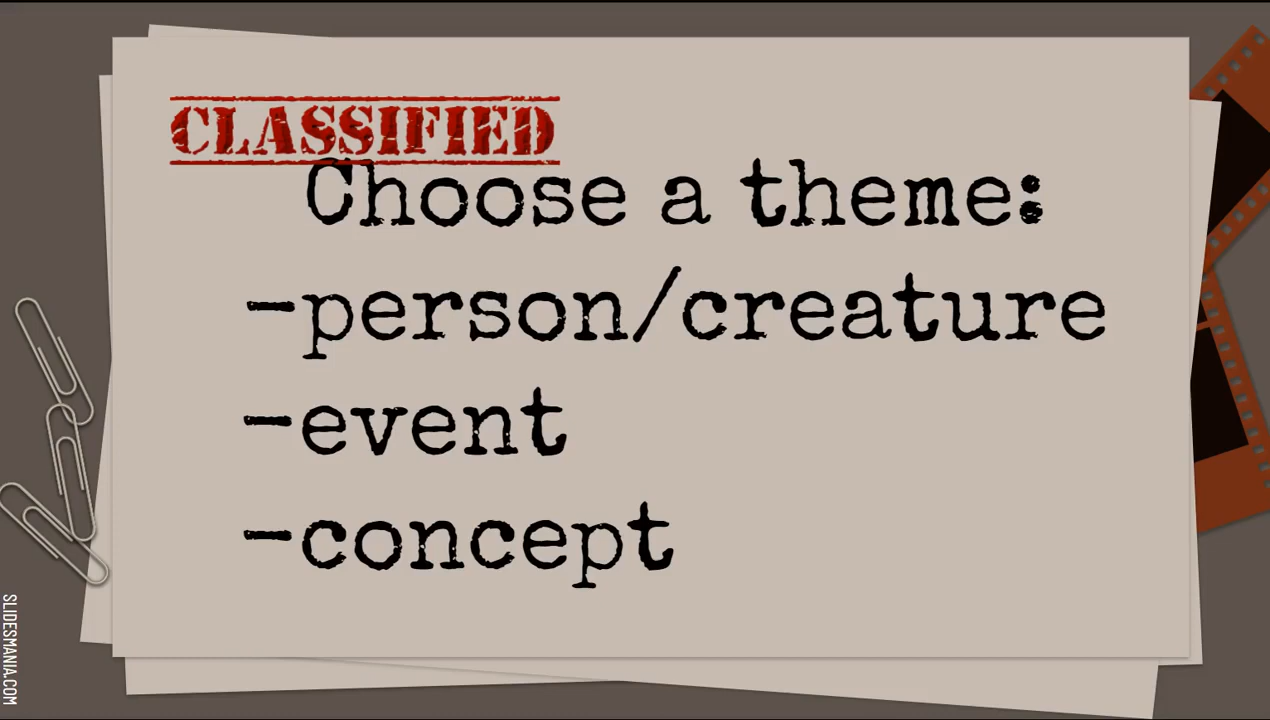 CLASSIFIED
Choose a theme:
-person/creature
-event
-concept
SLIDESMANIA.COM